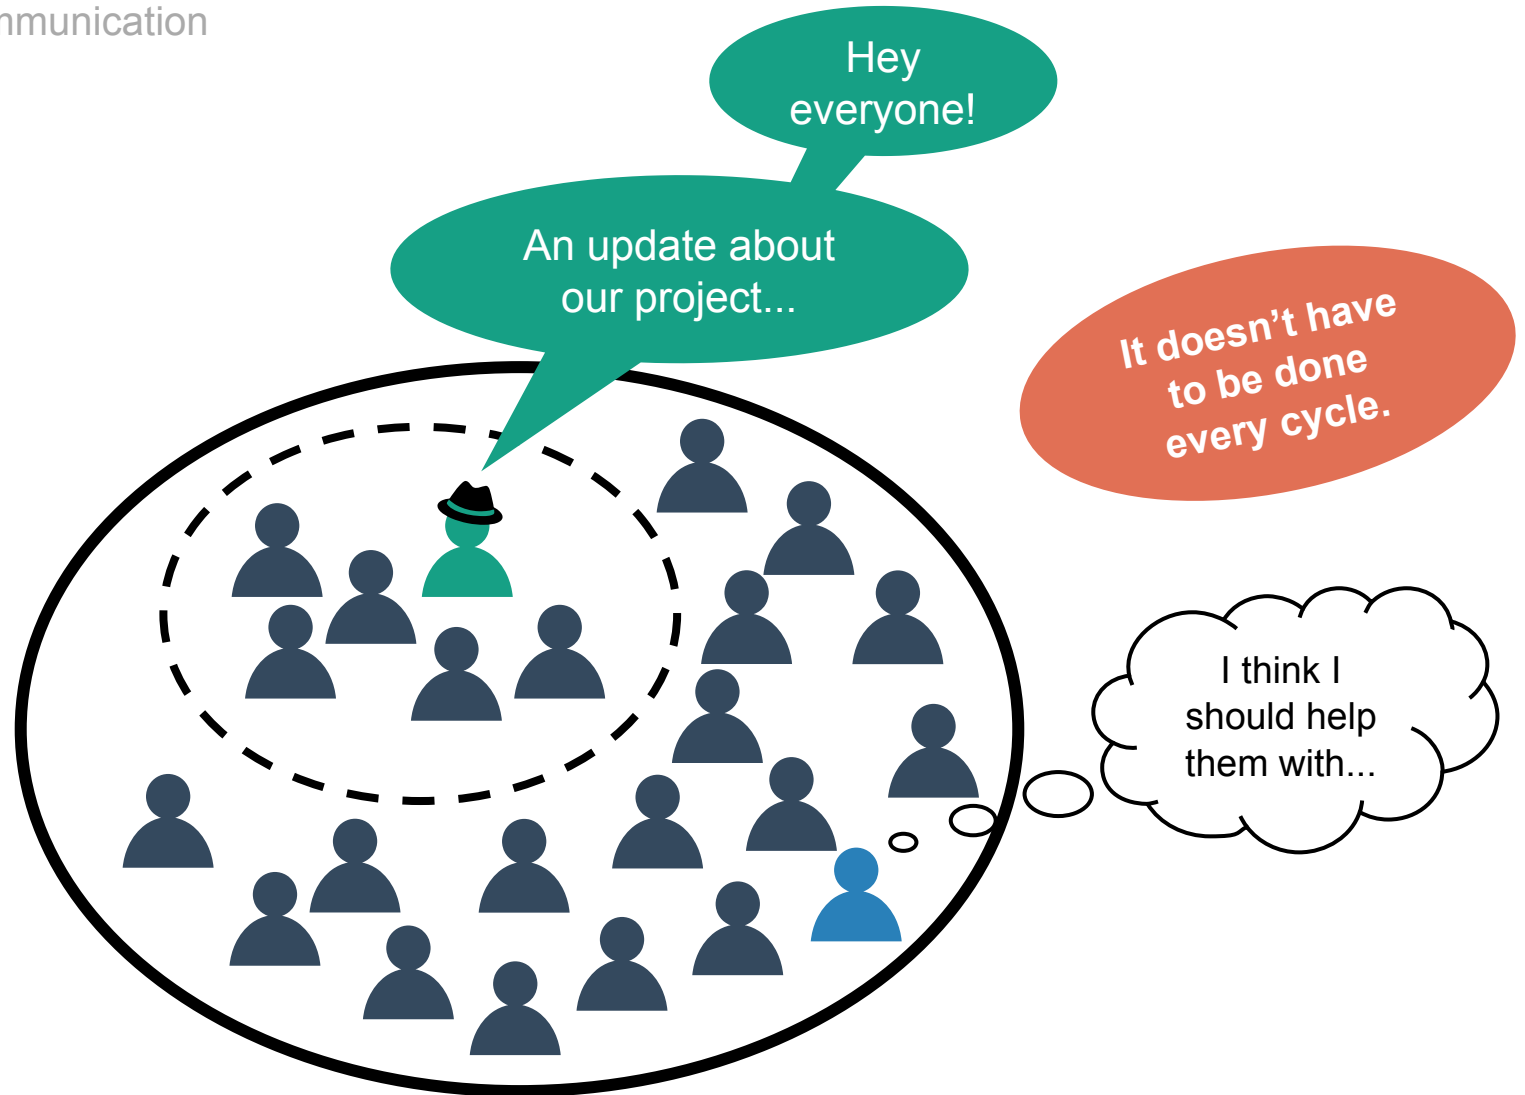 mmunication
Hey
everyone!
An update about
our project...
It doesn't have
to be done
every cycle.
I think I
should help
them with...